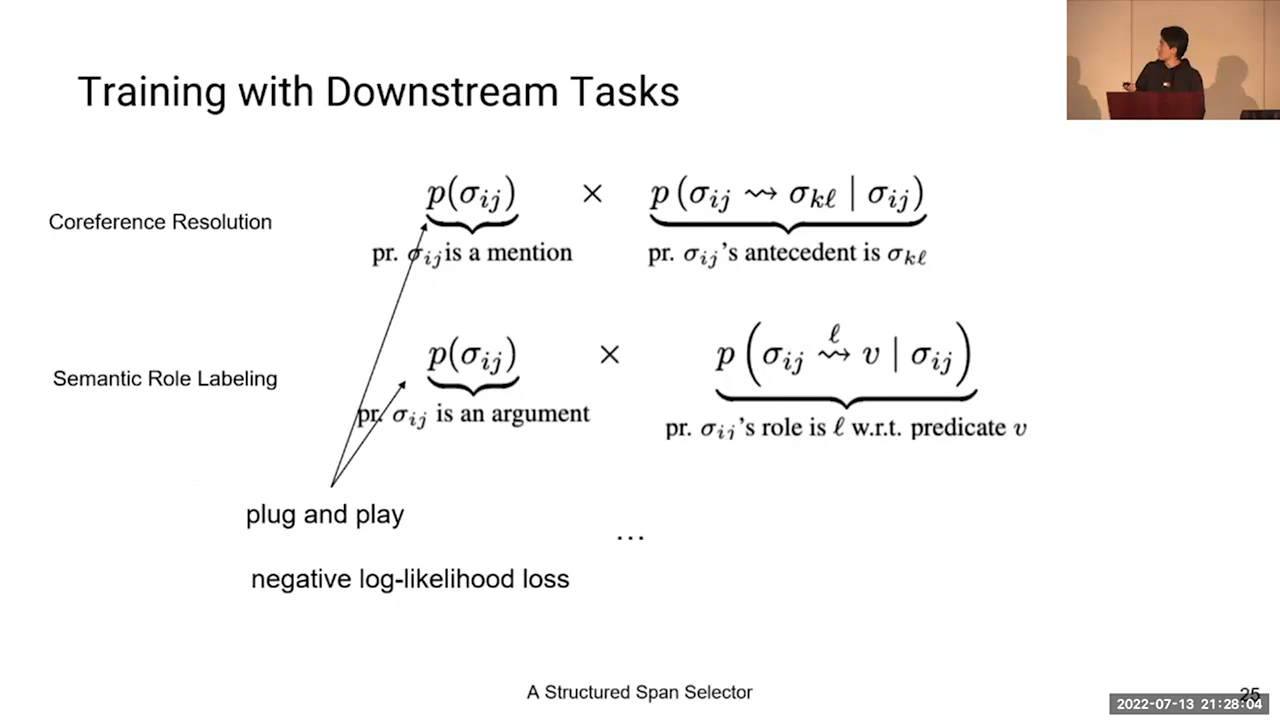 Training with Downstream Tasks
Coreference Resolution
p(σij) × p(σij ⇝ σkℓ | σij)
pr. σij is a mention
pr. σij's antecedent is σkℓ
Semantic Role Labeling
p(σij) × p(σij ⇝ℓ v | σij)
pr. σij is an argument
pr. σij's role is ℓ w.r.t. predicate v
plug and play
...
negative log-likelihood loss
A Structured Span Selector
25
2022-07-13 21:28:04